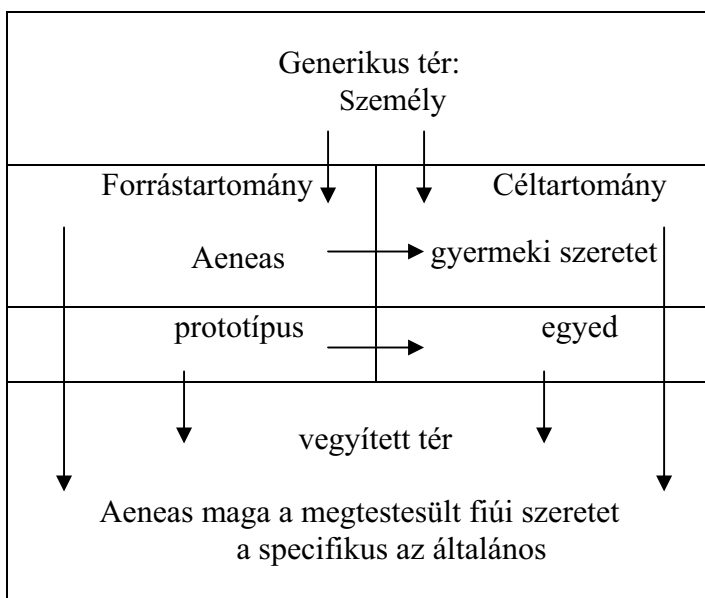 Generikus tér:
Személy
Forrástartomány Céltartomány
Aeneas gyermeki szeretet
prototípus egyed
vegyített tér
Aeneas maga a megtestesült fiúi szeretet
a specifikus az általános